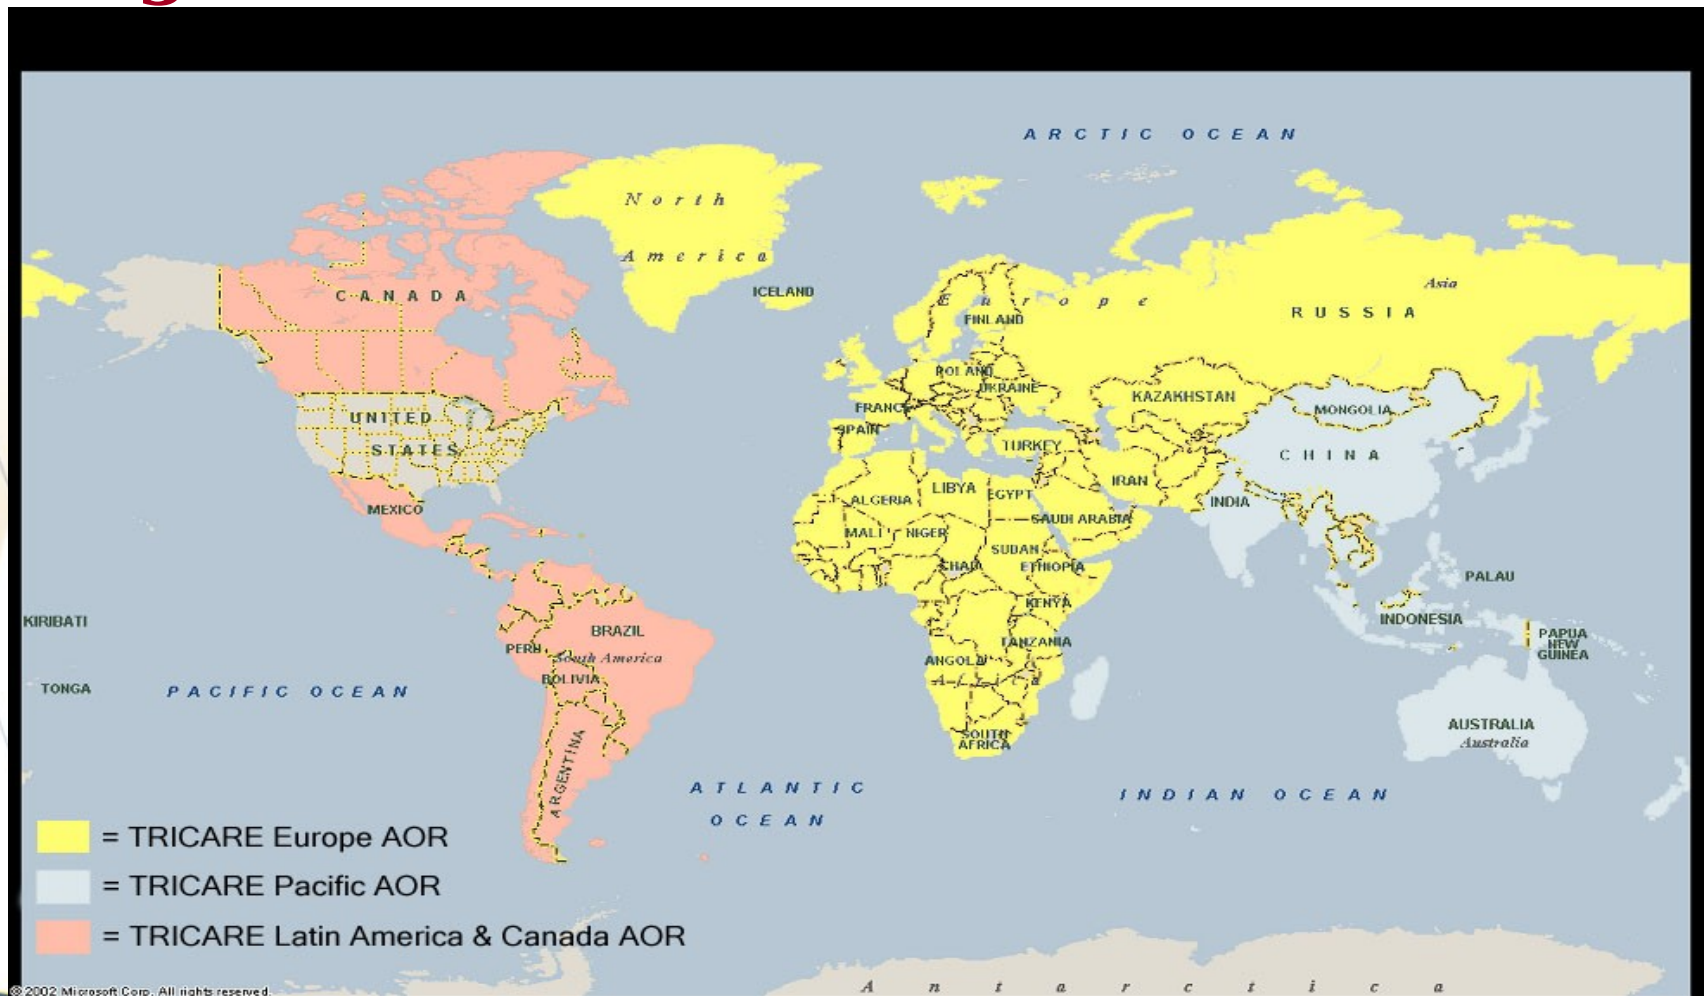 ARCTIC OCEAN
North
America
ICELAND
Asia
CANADA
Europe
RUSSIA
FINLAND
POLAND
UKRAINE
KAZAKHSTAN
MONGOLIA
FRANCE
UNITED
STATES
SPAIN
TURKEY
CHINA
IRAN
LIBYA
EGYPT
ALGERIA
INDIA
MEXICO
SAUDI ARABIA
MALI
NIGER
SUDAN
CHAD
ETHIOPIA
PALAU
KENYA
KIRIBATI
INDONESIA
BRAZIL
PAPUA
NEW
GUINEA
TANZANIA
PERU
South America
ANGOLA
BOLIVIA
Africa
TONGA
PACIFIC OCEAN
AUSTRALIA
Australia
SOUTH
AFRICA
ARGENTINA
ATLANTIC
OCEAN
INDIAN OCEAN
= TRICARE Europe AOR
= TRICARE Pacific AOR
= TRICARE Latin America & Canada AOR
Antarctica
© 2002 Microsoft Corp. All rights reserved.